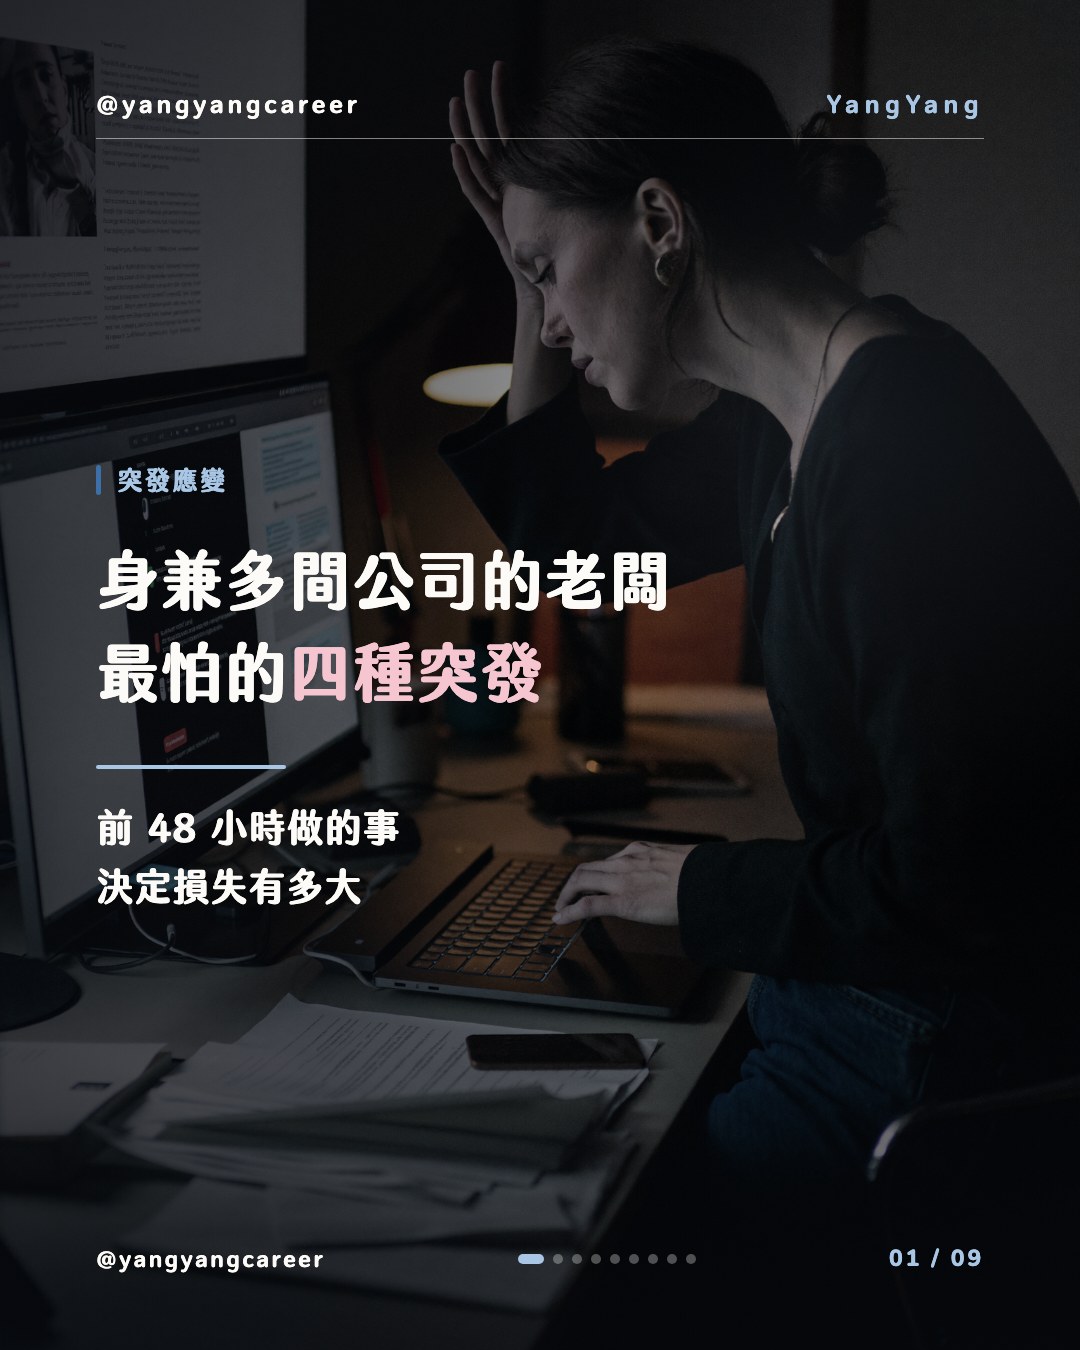 @yangyangcareer
YangYang
突發應變
身兼多間公司的老闆
最怕的四種突發
前 48 小時做的事
決定損失有多大
@yangyangcareer
01 / 09